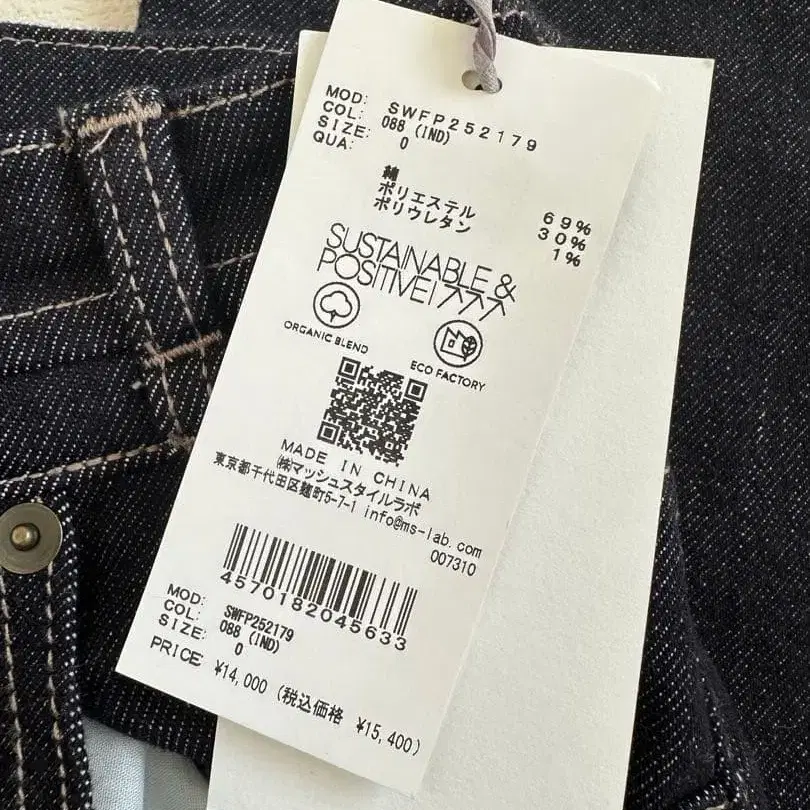 MOD: SWFP252179
COL: 088 (IND)
SIZE: 0
QUA:
綿 69%
ポリエステル 30%
ポリウレタン 1%
SUSTAINABLE &
POSITIVE!
ORGANIC BLEND
ECO FACTORY
MADE IN CHINA
㈱マッシュスタイルラボ
東京都千代田区麹町5-7-1 info@ms-lab.com
007310
4570182045633
MOD: SWFP252179
COL: 088 (IND)
SIZE: 0
PRICE: ¥14,000 (税込価格 ¥15,400)